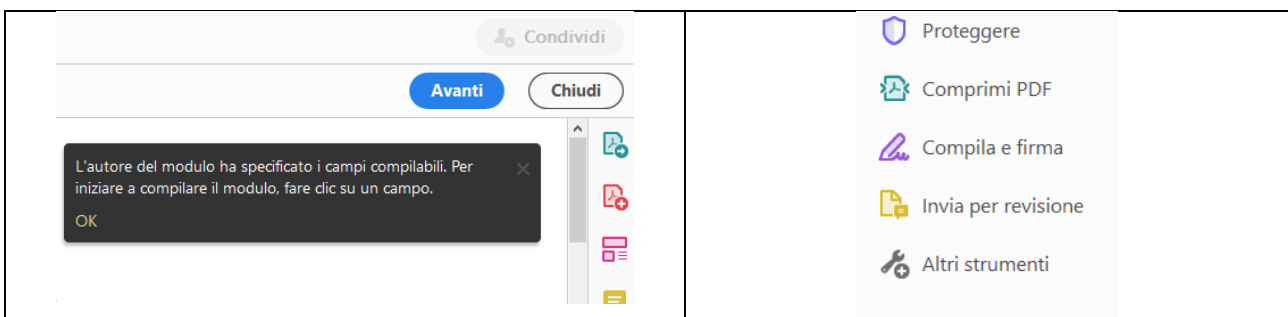 Condividi
Avanti
Chiudi
L'autore del modulo ha specificato i campi compilabili. Per
iniziare a compilare il modulo, fare clic su un campo.
OK
Proteggere
Comprimi PDF
Compila e firma
Invia per revisione
Altri strumenti